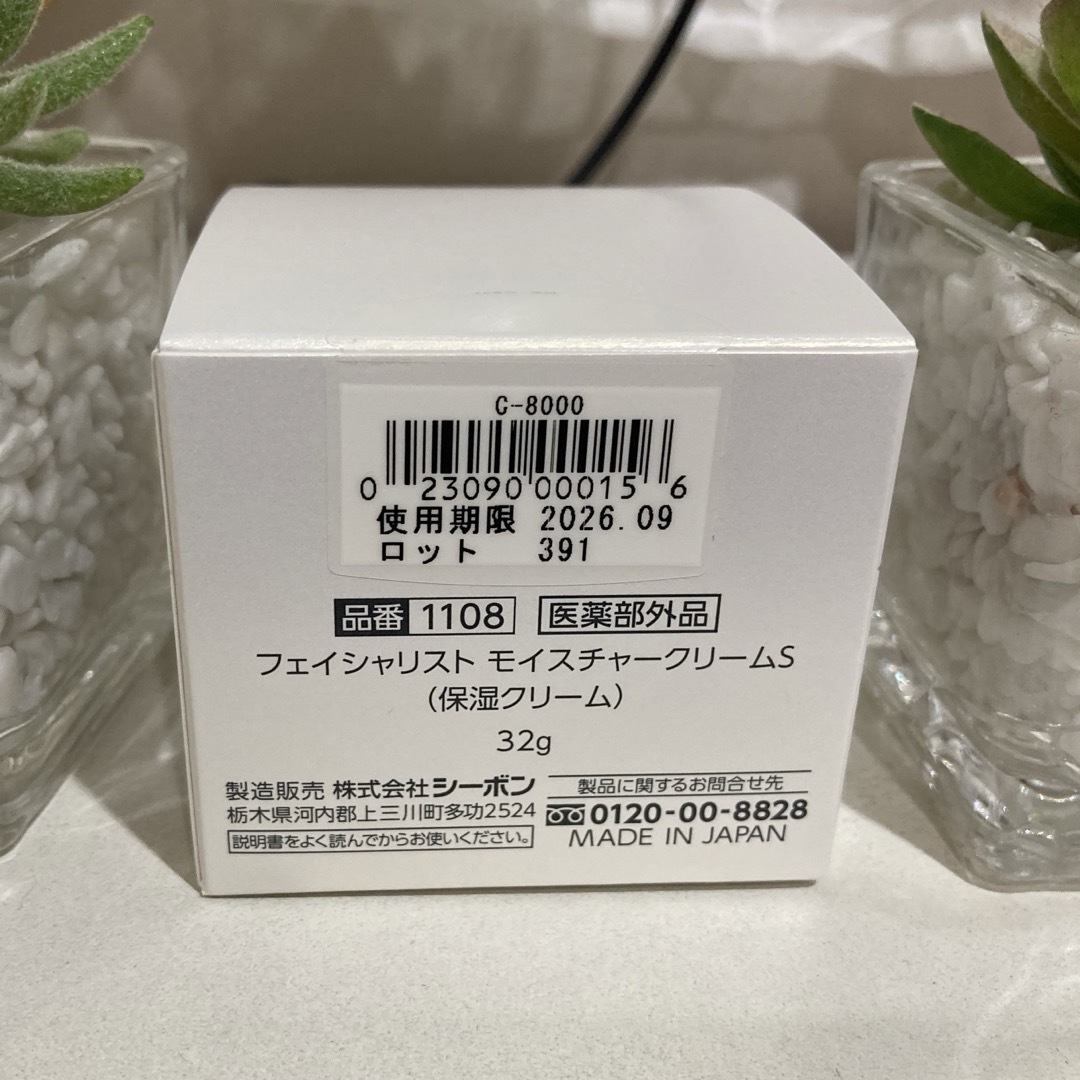 C-8000
0 23090 00015 6
使用期限 2026.09
ロット 391
品番 1108 医薬部外品
フェイシャリスト モイスチャークリームS
(保湿クリーム)
32g
製造販売 株式会社シーボン
栃木県河内郡上三川町多功2524
説明書をよく読んでからお使いください。
製品に関するお問合せ先
0120-00-8828
MADE IN JAPAN